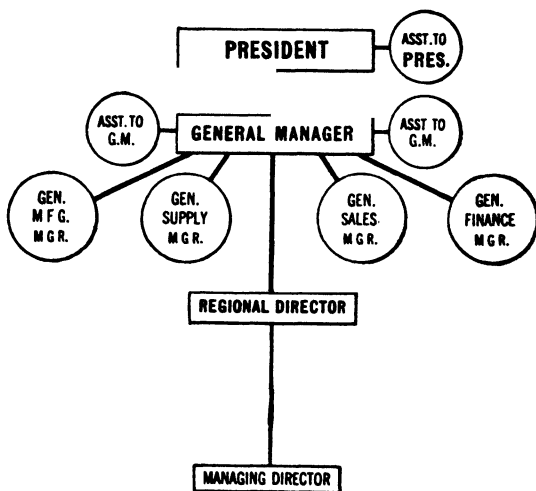 PRESIDENT
ASST. TO
PRES.
ASST. TO
G.M.
GENERAL MANAGER
ASST TO
G.M.
GEN.
MFG.
MGR.
GEN.
SUPPLY
MGR.
GEN.
SALES
MGR.
GEN.
FINANCE
MGR.
REGIONAL DIRECTOR
MANAGING DIRECTOR